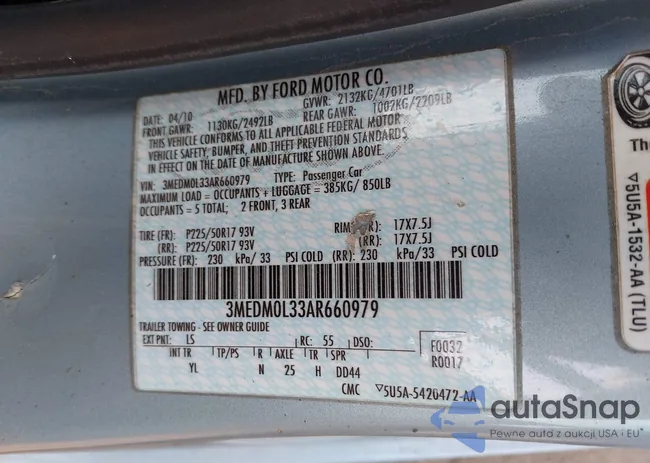 MFD. BY FORD MOTOR CO.
DATE: 04/10 GVWR: 2132KG/4701LB
FRONT GAWR: 1130KG/2492LB REAR GAWR: 1002KG/2209LB
THIS VEHICLE CONFORMS TO ALL APPLICABLE FEDERAL MOTOR
VEHICLE SAFETY, BUMPER, AND THEFT PREVENTION STANDARDS
IN EFFECT ON THE DATE OF MANUFACTURE SHOWN ABOVE.
VIN: 3MEDM0L33AR660979 TYPE: Passenger Car
MAXIMUM LOAD = OCCUPANTS + LUGGAGE = 385KG/ 850LB
OCCUPANTS = 5 TOTAL; 2 FRONT, 3 REAR
TIRE (FR): P225/50R17 93V RIM 17X7.5J
(RR): P225/50R17 93V (RR): 17X7.5J
PRESSURE (FR): 230 kPa/33 PSI COLD (RR): 230 kPa/33 PSI COLD
3MEDM0L33AR660979
TRAILER TOWING - SEE OWNER GUIDE
EXT PNT: LS RC: 55 DSO: F0032
INT TR TP/PS R AXLE TR SPR R0017
YL N 25 H DD44
CMC 5U5A-5420472-AA
5U5A-1532-AA (TLU)
autaSnap
Pewne auta z aukcji USA i EU